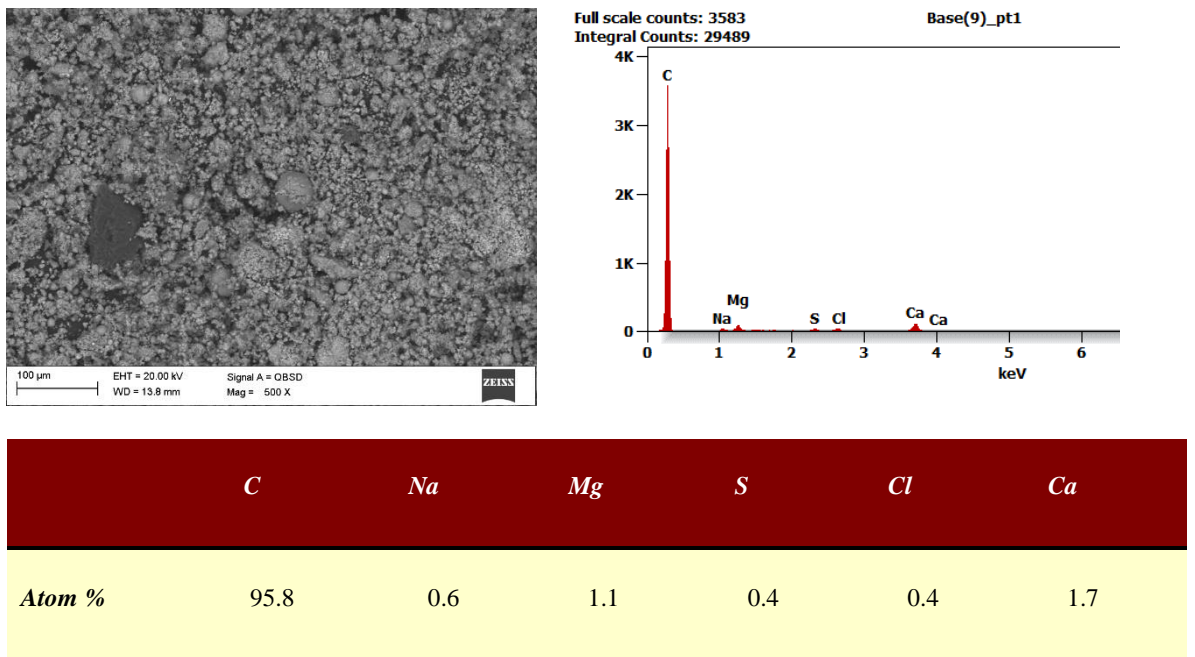 Full scale counts: 3583
Base(9)_pt1
Integral Counts: 29489
4K
C
3K
2K
1K
Mg
Na
S
Cl
Ca
Ca
0
0
1
2
3
4
5
6
keV
100 µm
EHT = 20.00 kV
Signal A = QBSD
ZEISS
WD = 13.8 mm
Mag = 500 X
C Na Mg S Cl Ca
Atom % 95.8 0.6 1.1 0.4 0.4 1.7